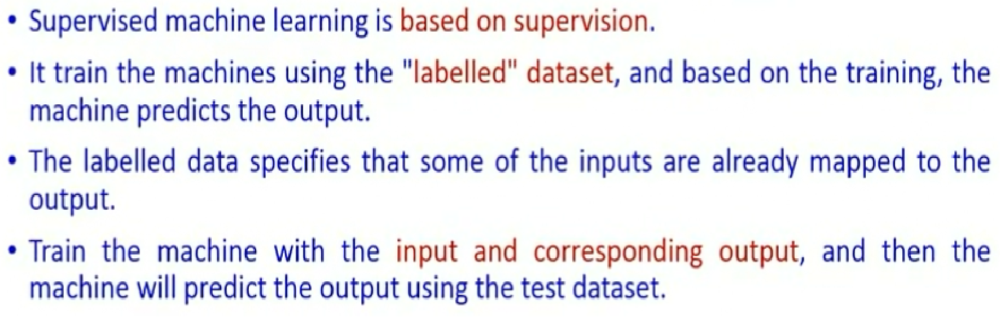 • Supervised machine learning is based on supervision.
• It train the machines using the "labelled" dataset, and based on the training, the
machine predicts the output.
• The labelled data specifies that some of the inputs are already mapped to the
output.
• Train the machine with the input and corresponding output, and then the
machine will predict the output using the test dataset.